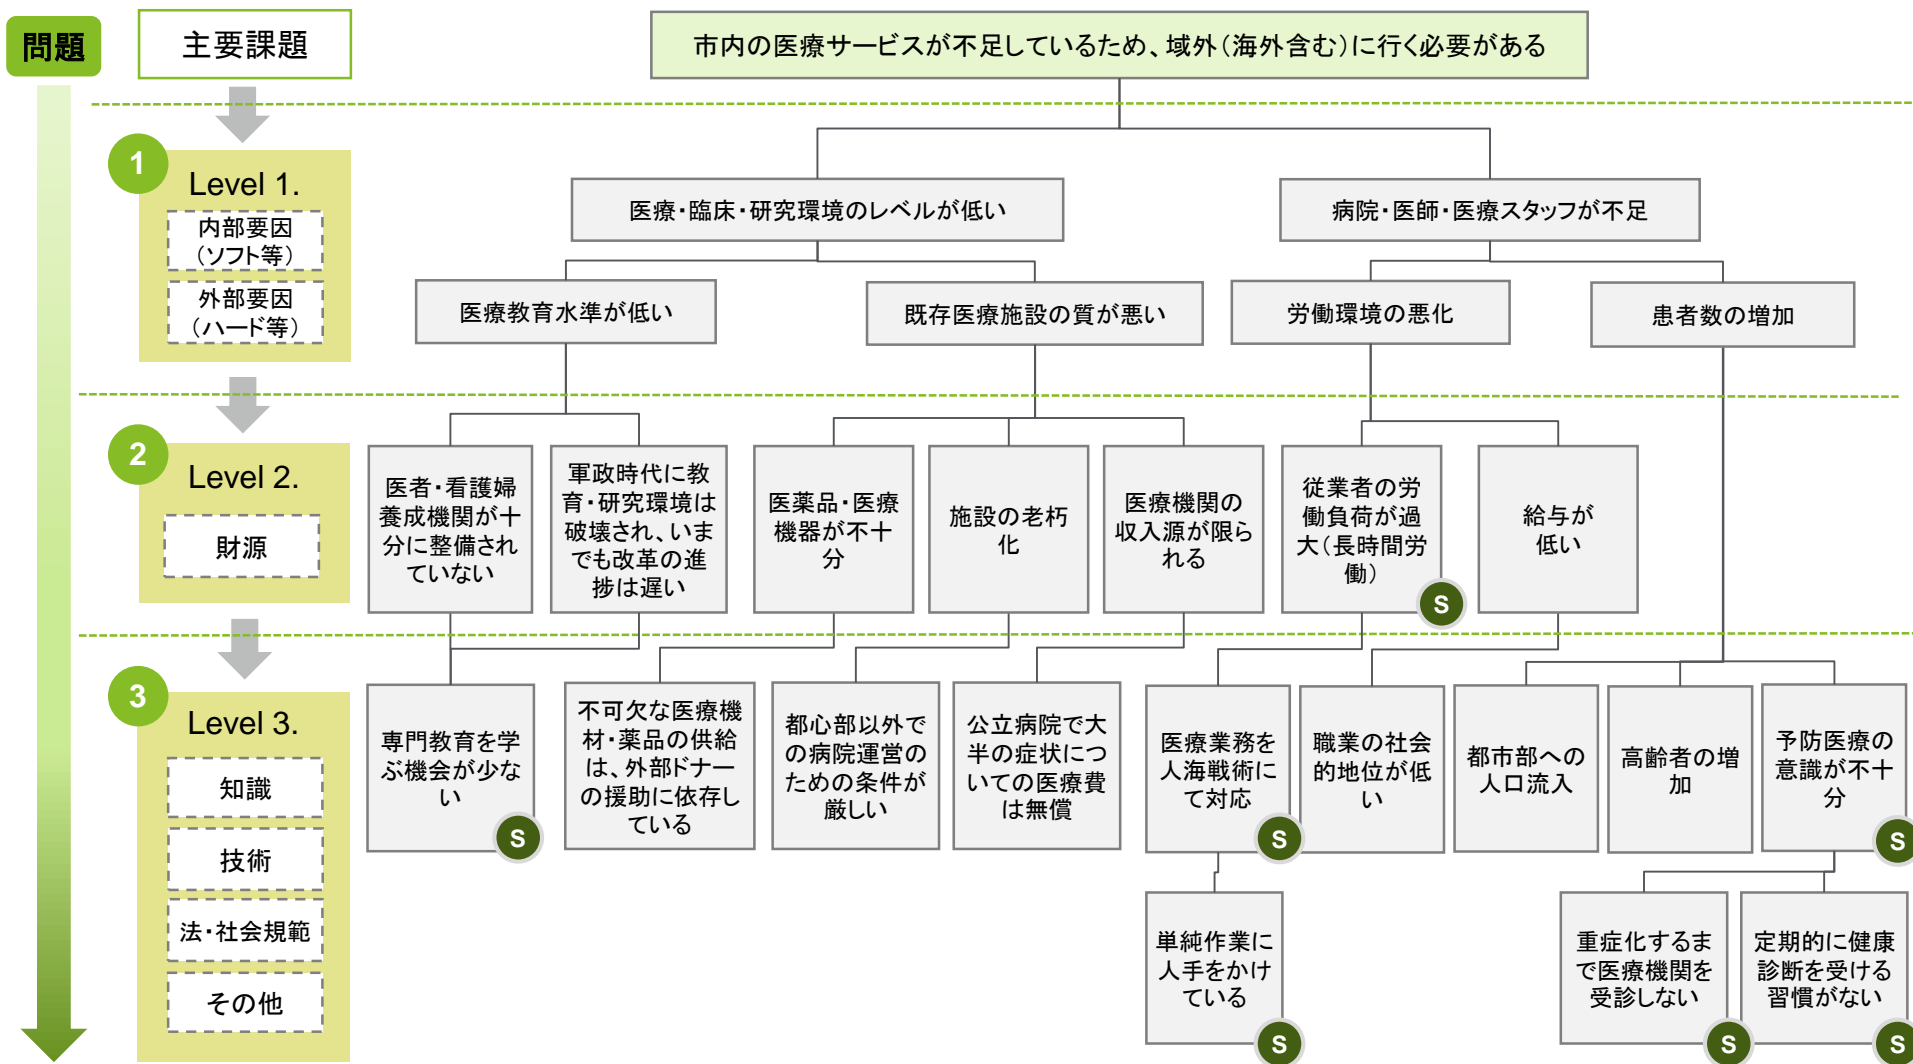 問題
主要課題
市内の医療サービスが不足しているため、域外（海外含む）に行く必要がある
1
Level 1.
内部要因
（ソフト等）
外部要因
（ハード等）
医療・臨床・研究環境のレベルが低い
病院・医師・医療スタッフが不足
医療教育水準が低い
既存医療施設の質が悪い
労働環境の悪化
患者数の増加
2
Level 2.
財源
医者・看護婦
養成機関が十
分に整備され
ていない
軍政時代に教
育・研究環境は
破壊され、いま
でも改革の進
捗は遅い
医薬品・医療
機器が不十
分
施設の老朽
化
医療機関の
収入源が限ら
れる
従業者の労
働負荷が過
大（長時間労
働）
S
給与が
低い
3
Level 3.
知識
技術
法・社会規範
その他
専門教育を学
ぶ機会が少な
い
S
不可欠な医療機
材・薬品の供給
は、外部ドナー
の援助に依存し
ている
都心部以外で
の病院運営の
ための条件が
厳しい
公立病院で大
半の症状につ
いての医療費
は無償
医療業務を
人海戦術に
て対応
S
職業の社会
的地位が低
い
都市部への
人口流入
高齢者の増
加
予防医療の
意識が不十
分
S
単純作業に
人手をかけ
ている
S
重症化するま
で医療機関を
受診しない
S
定期的に健康
診断を受ける
習慣がない
S